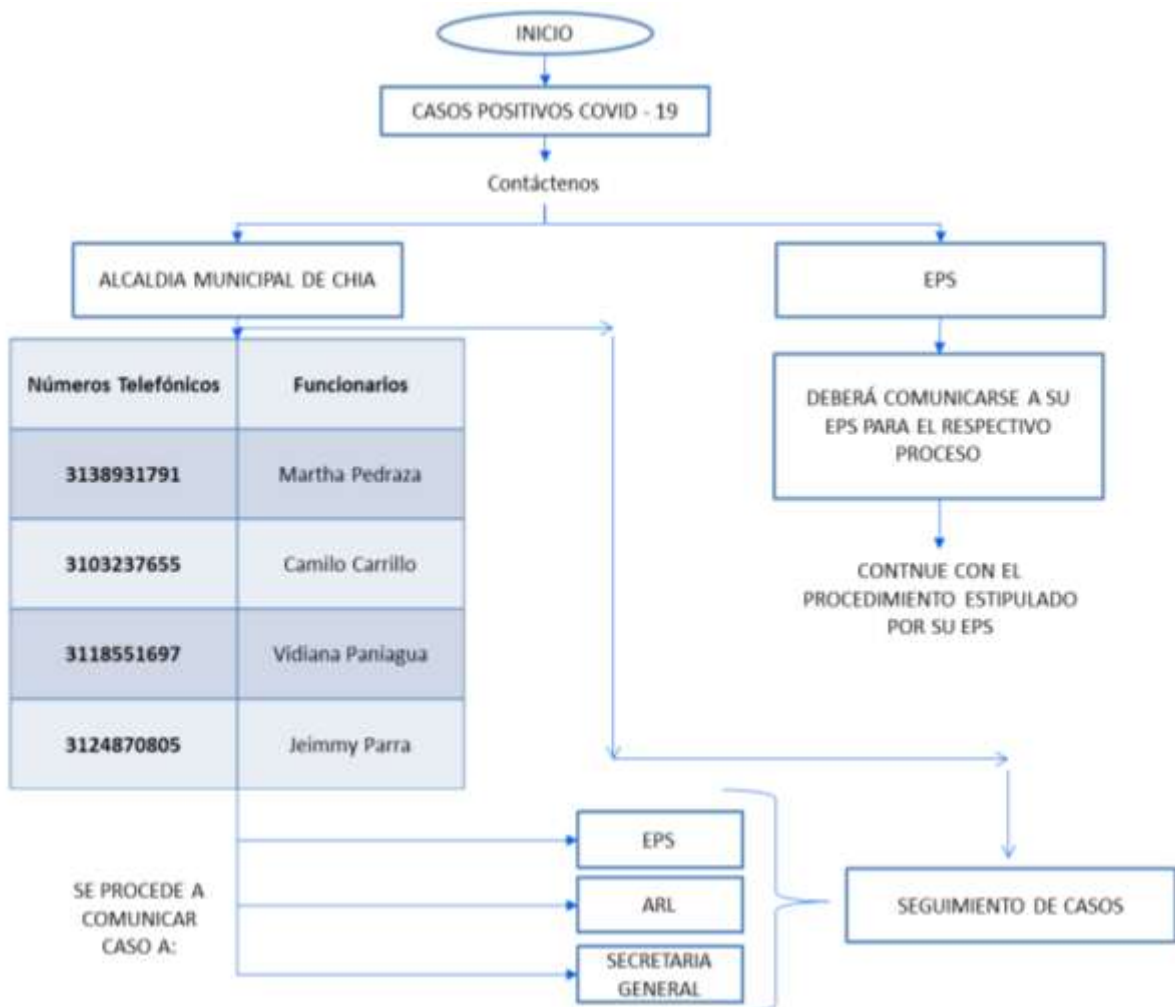 INICIO
CASOS POSITIVOS COVID - 19
Contáctenos
ALCALDIA MUNICIPAL DE CHIA
EPS
Números Telefónicos Funcionarios
3138931791 Martha Pedraza
3103237655 Camilo Carrillo
3118551697 Vidiana Paniagua
3124870805 Jeimmy Parra
DEBERÁ COMUNICARSE A SU
EPS PARA EL RESPECTIVO
PROCESO
CONTNUE CON EL
PROCEDIMIENTO ESTIPULADO
POR SU EPS
SE PROCEDE A
COMUNICAR
CASO A:
EPS
ARL
SECRETARIA
GENERAL
SEGUIMIENTO DE CASOS